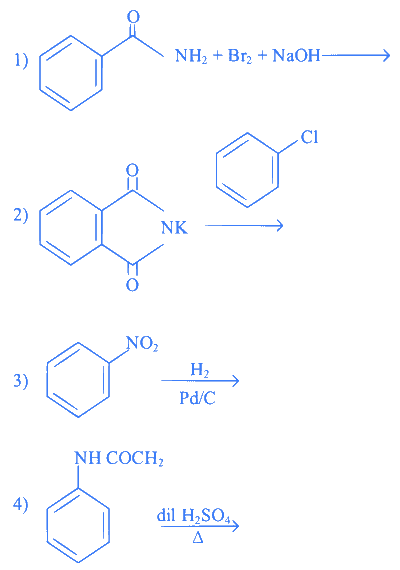 O
1) NH₂ + Br₂ + NaOH
Cl
O
2) NK
O
NO₂
3) H₂
Pd/C
NH COCH₂
4) dil H₂SO₄
Δ